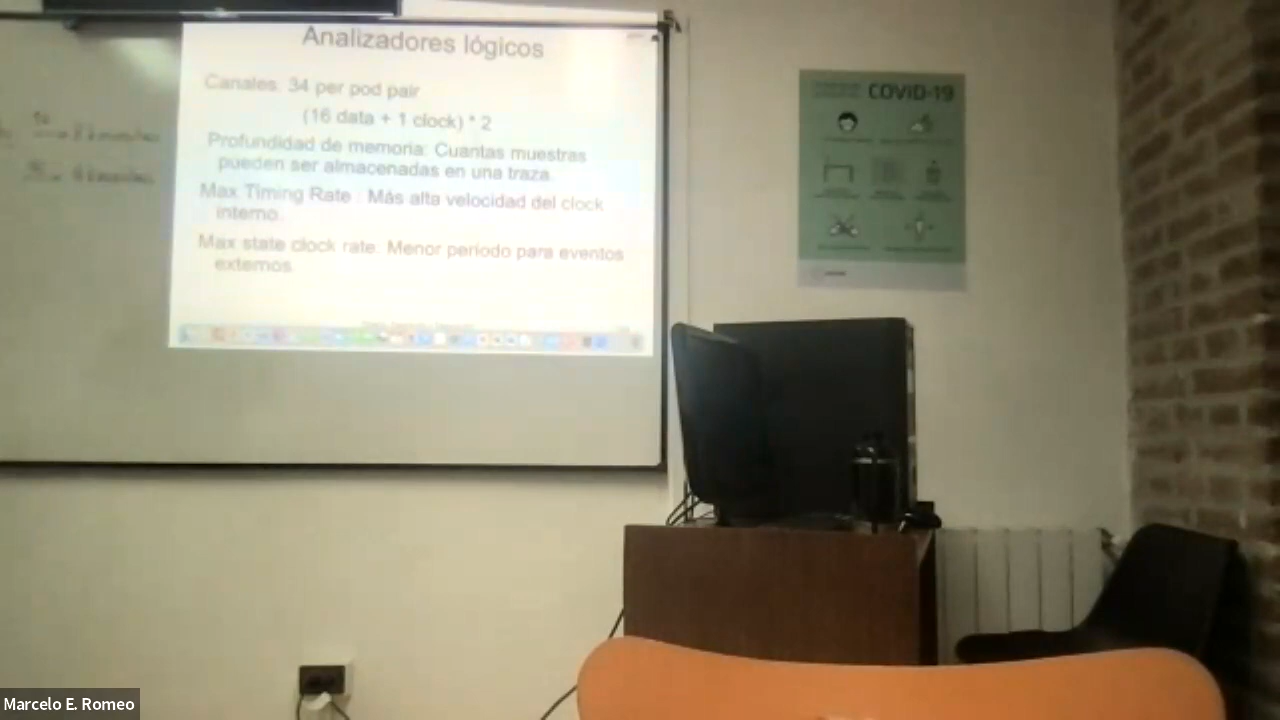 Analizadores lógicos
Canales: 34 per pod pair
(16 data + 1 clock) * 2
Profundidad de memoria: Cuantas muestras
pueden ser almacenadas en una traza.
Max Timing Rate : Más alta velocidad del clock
interno.
Max state clock rate: Menor periodo para eventos
externos
COVID-19
Marcelo E. Romeo